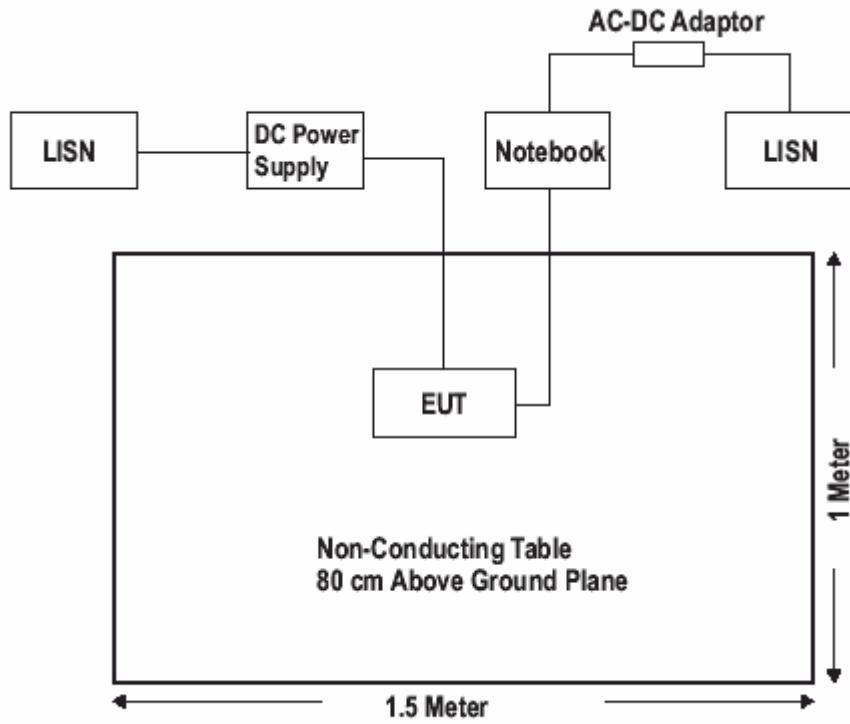 AC-DC Adaptor
LISN
DC Power
Supply
Notebook
LISN
EUT
Non-Conducting Table
80 cm Above Ground Plane
1 Meter
1.5 Meter